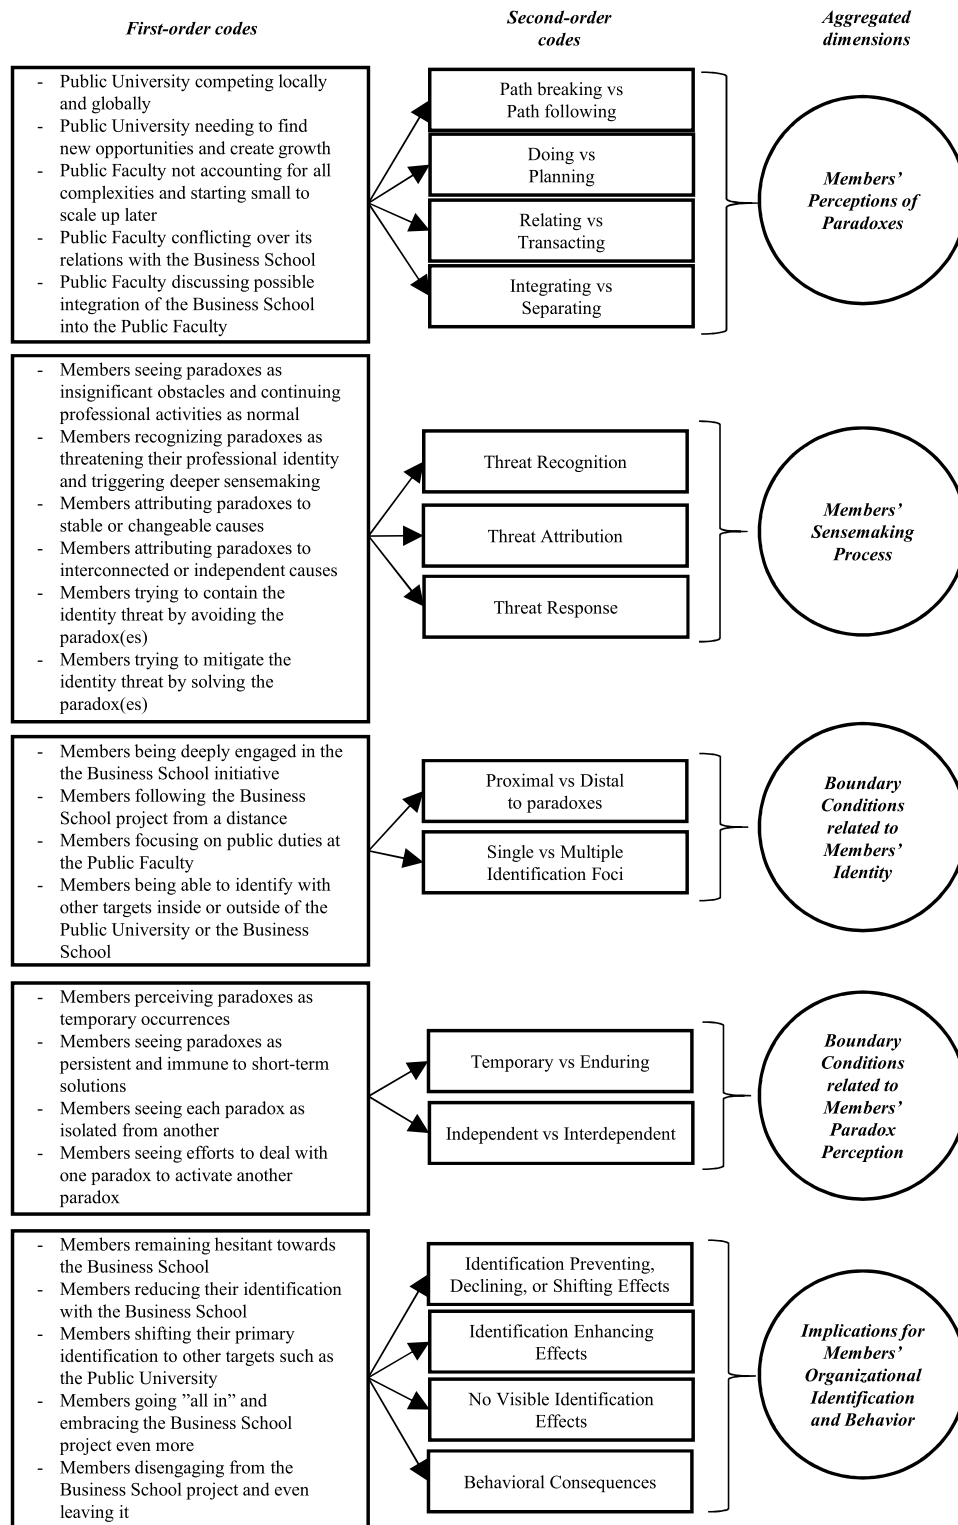 First-order codes
Second-order
codes
Aggregated
dimensions
- Public University competing locally
and globally
- Public University needing to find
new opportunities and create growth
- Public Faculty not accounting for all
complexities and starting small to
scale up later
- Public Faculty conflicting over its
relations with the Business School
- Public Faculty discussing possible
integration of the Business School
into the Public Faculty
Path breaking vs
Path following
Doing vs
Planning
Relating vs
Transacting
Integrating vs
Separating
Members’
Perceptions of
Paradoxes
- Members seeing paradoxes as
insignificant obstacles and continuing
professional activities as normal
- Members recognizing paradoxes as
threatening their professional identity
and triggering deeper sensemaking
- Members attributing paradoxes to
stable or changeable causes
- Members attributing paradoxes to
interconnected or independent causes
- Members trying to contain the
identity threat by avoiding the
paradox(es)
- Members trying to mitigate the
identity threat by solving the
paradox(es)
Threat Recognition
Threat Attribution
Threat Response
Members’
Sensemaking
Process
- Members being deeply engaged in the
the Business School initiative
- Members following the Business
School project from a distance
- Members focusing on public duties at
the Public Faculty
- Members being able to identify with
other targets inside or outside of the
Public University or the Business
School
Proximal vs Distal
to paradoxes
Single vs Multiple
Identification Foci
Boundary
Conditions
related to
Members’
Identity
- Members perceiving paradoxes as
temporary occurrences
- Members seeing paradoxes as
persistent and immune to short-term
solutions
- Members seeing each paradox as
isolated from another
- Members seeing efforts to deal with
one paradox to activate another
paradox
Temporary vs Enduring
Independent vs Interdependent
Boundary
Conditions
related to
Members’
Paradox
Perception
- Members remaining hesitant towards
the Business School
- Members reducing their identification
with the Business School
- Members shifting their primary
identification to other targets such as
the Public University
- Members going ”all in” and
embracing the Business School
project even more
- Members disengaging from the
Business School project and even
leaving it
Identification Preventing,
Declining, or Shifting Effects
Identification Enhancing
Effects
No Visible Identification
Effects
Behavioral Consequences
Implications for
Members’
Organizational
Identification
and Behavior